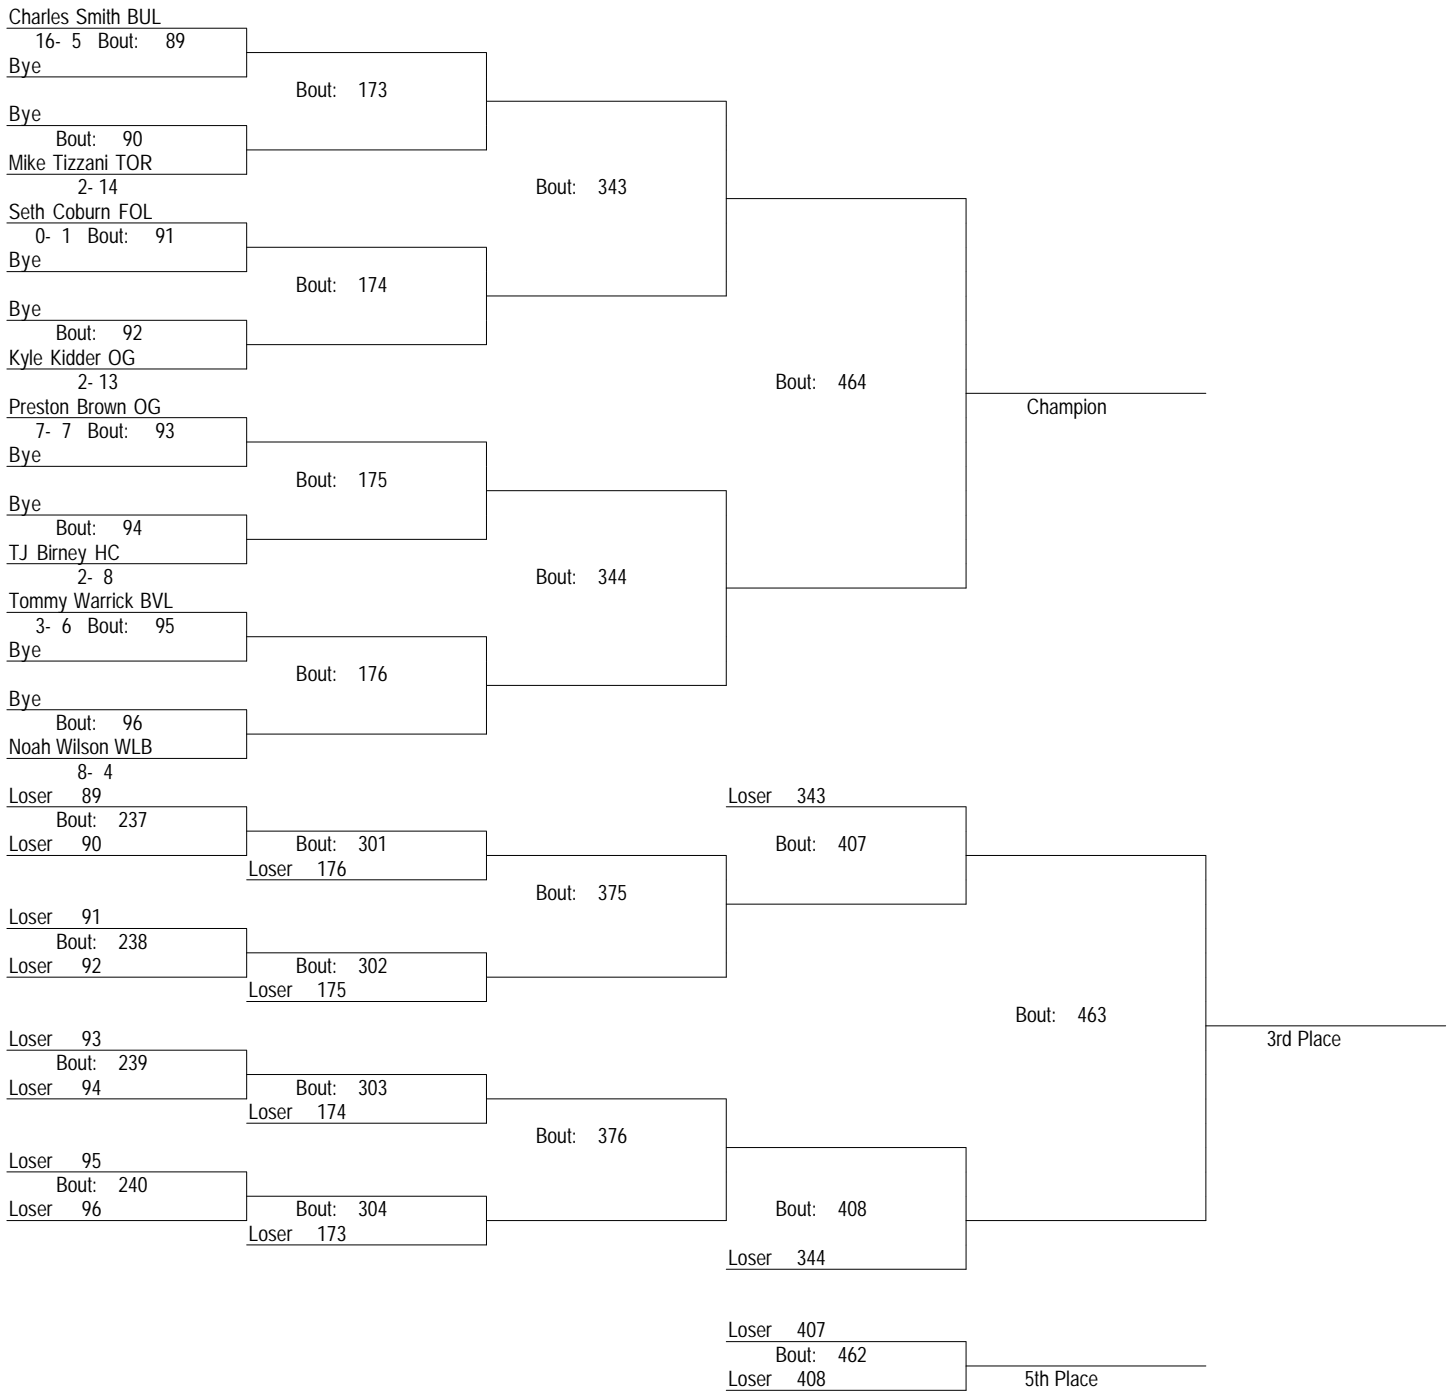 Charles Smith BUL
16- 5 Bout: 89
Bye
Bout: 173
Bye
Bout: 90
Mike Tizzani TOR
2- 14
Bout: 343
Seth Coburn FOL
0- 1 Bout: 91
Bye
Bout: 174
Bye
Bout: 92
Kyle Kidder OG
2- 13
Bout: 464
Champion
Preston Brown OG
7- 7 Bout: 93
Bye
Bout: 175
Bye
Bout: 94
TJ Birney HC
2- 8
Bout: 344
Tommy Warrick BVL
3- 6 Bout: 95
Bye
Bout: 176
Bye
Bout: 96
Noah Wilson WLB
8- 4
Loser 89
Bout: 237
Loser 90
Bout: 301
Loser 176
Bout: 375
Loser 343
Bout: 407
Loser 91
Bout: 238
Loser 92
Bout: 302
Loser 175
Bout: 463
3rd Place
Loser 93
Bout: 239
Loser 94
Bout: 303
Loser 174
Bout: 376
Loser 95
Bout: 240
Loser 96
Bout: 304
Loser 173
Bout: 408
Loser 344
Loser 407
Bout: 462
Loser 408
5th Place